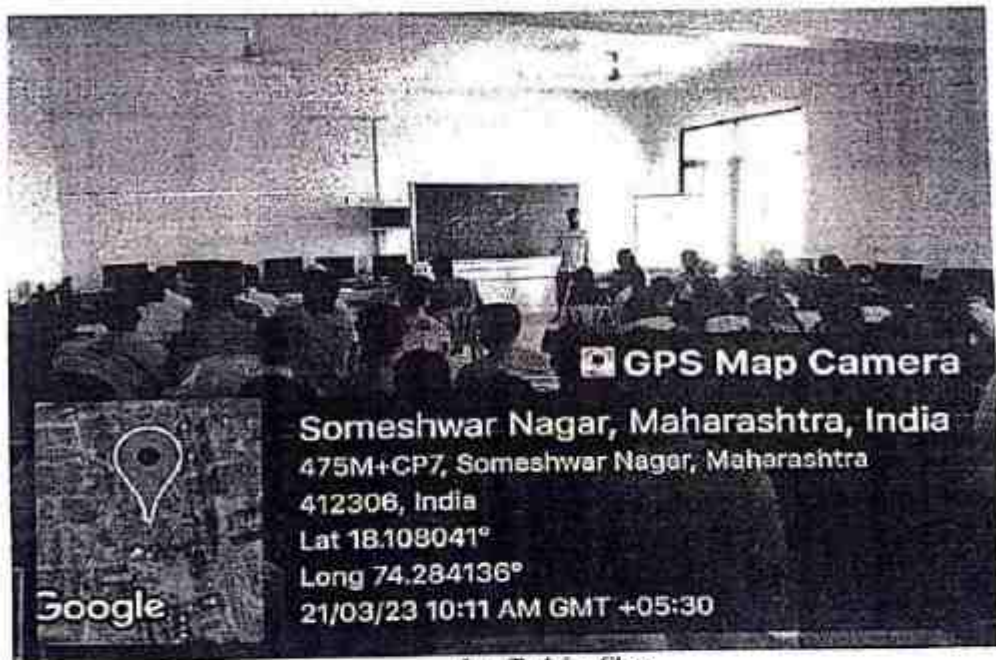 GPS Map Camera
Someshwar Nagar, Maharashtra, India
475M+CP7, Someshwar Nagar, Maharashtra
412306, India
Lat 18.108041°
Long 74.284136°
21/03/23 10:11 AM GMT +05:30
Google